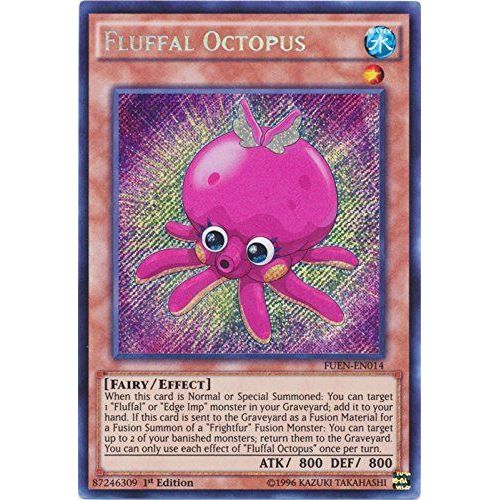 FLUFFAL OCTOPUS
WATER
水
FUEN-EN014
[FAIRY/EFFECT]
When this card is Normal or Special Summoned: You can target
1 "Fluffal" or "Edge Imp" monster in your Graveyard; add it to your
hand. If this card is sent to the Graveyard as a Fusion Material for
a Fusion Summon of a "Frightfur" Fusion Monster: You can target
up to 2 of your banished monsters; return them to the Graveyard.
You can only use each effect of "Fluffal Octopus" once per turn.
ATK/ 800 DEF/ 800
87246309 1st Edition ©1996 KAZUKI TAKAHASHI